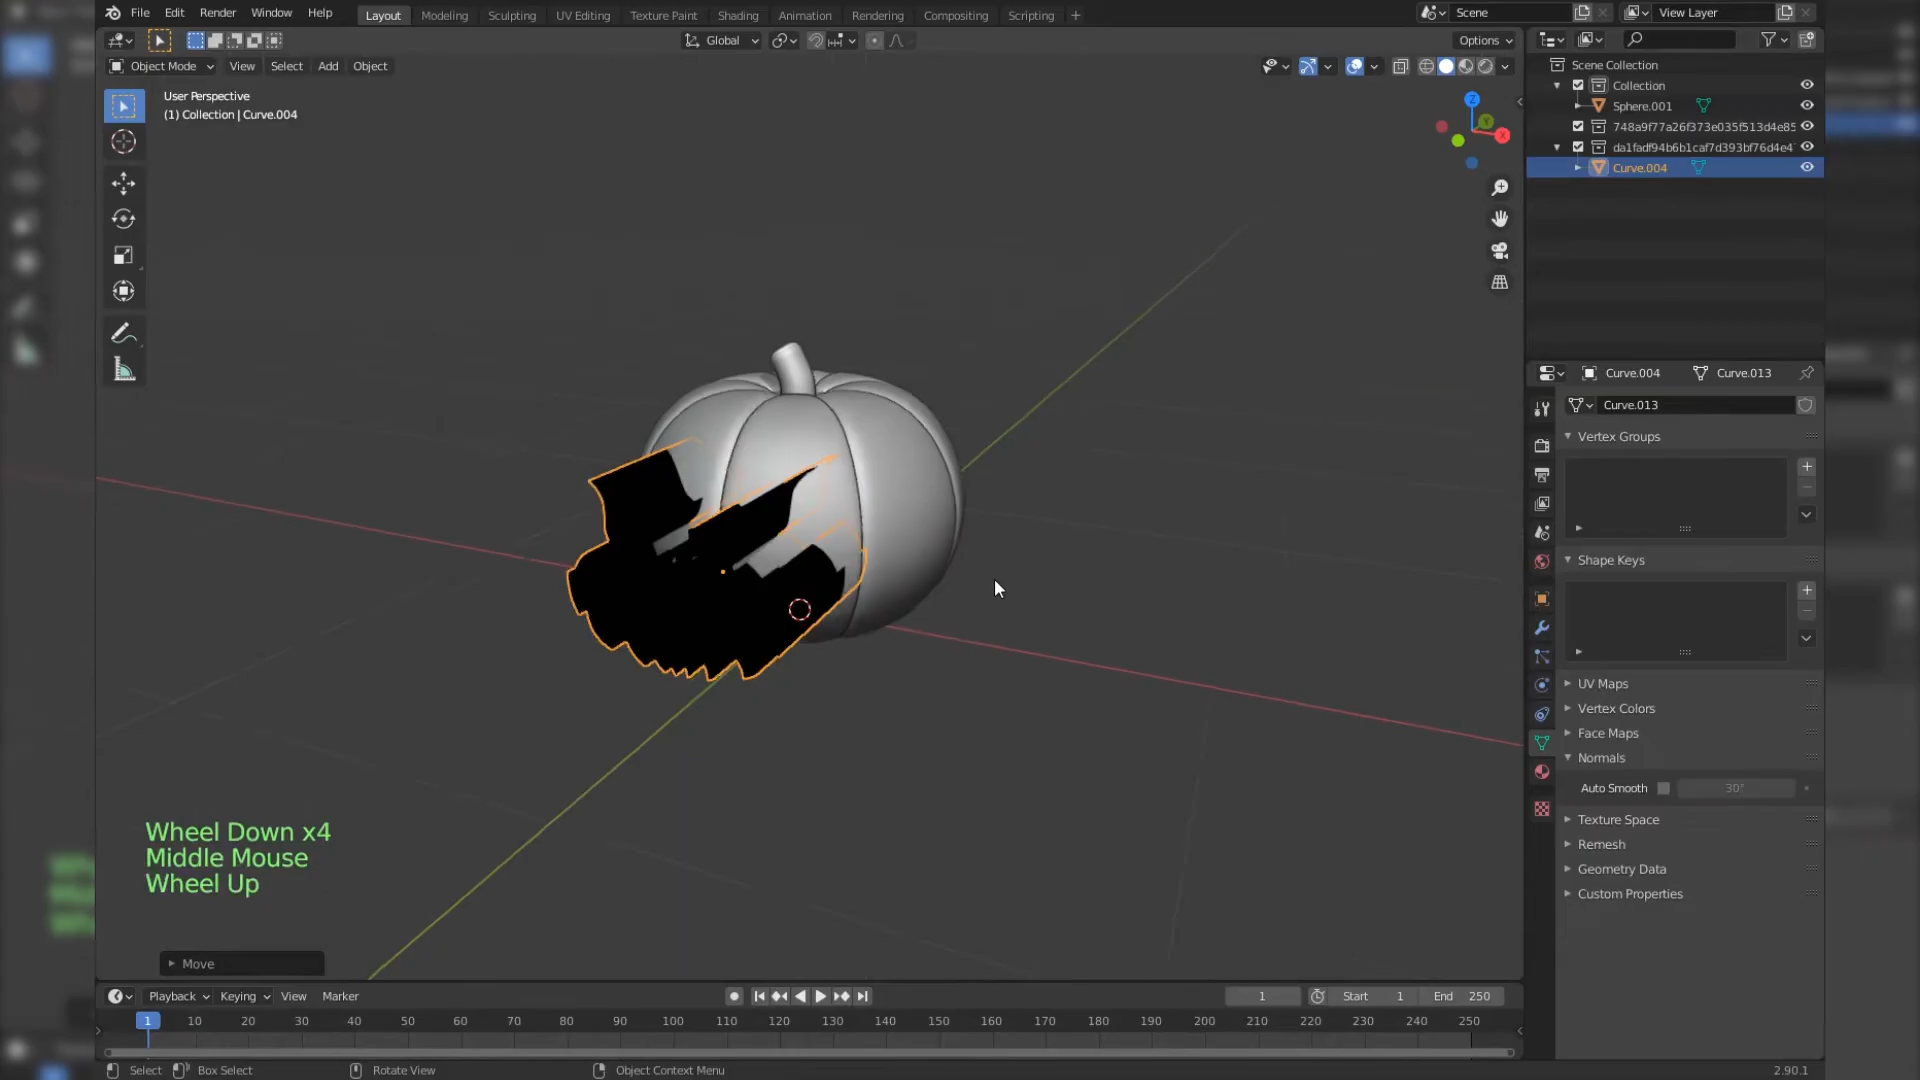 File Edit Render Window Help Layout Modeling Sculpting UV Editing Texture Paint Shading Animation Rendering Compositing Scripting + Scene View Layer
Global Options
Object Mode View Select Add Object
User Perspective
(1) Collection | Curve.004
Z
Y
X
Scene Collection
Collection
Sphere.001
748a9f77a26f373e035f513d4e85
da1fadf94b6b1caf7d393bf76d4e4
Curve.004
Curve.004 Curve.013
Curve.013
Vertex Groups
Shape Keys
UV Maps
Vertex Colors
Face Maps
Normals
Auto Smooth 30°
Texture Space
Remesh
Geometry Data
Custom Properties
Wheel Down x4
Middle Mouse
Wheel Up
Move
Playback Keying View Marker 1 Start 1 End 250
1 10 20 30 40 50 60 70 80 90 100 110 120 130 140 150 160 170 180 190 200 210 220 230 240 250
Select Box Select Rotate View Object Context Menu 2.90.1